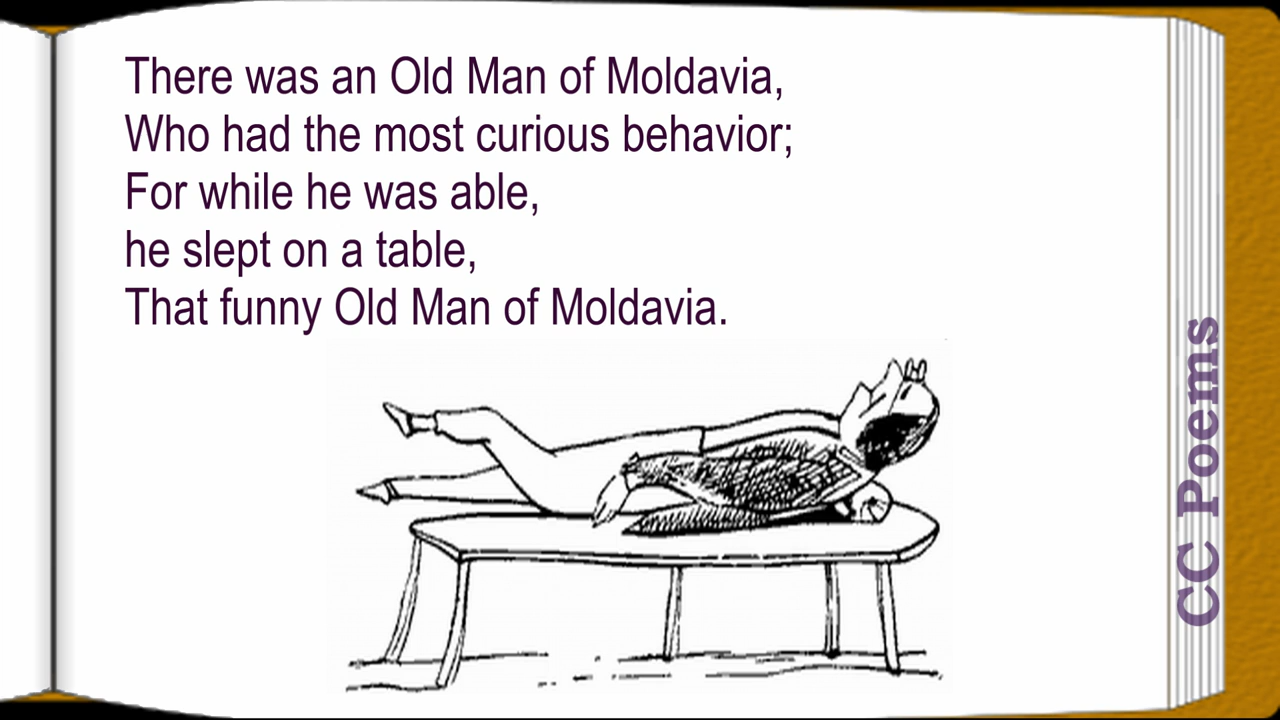 There was an Old Man of Moldavia,
Who had the most curious behavior;
For while he was able,
he slept on a table,
That funny Old Man of Moldavia.
CC Poems